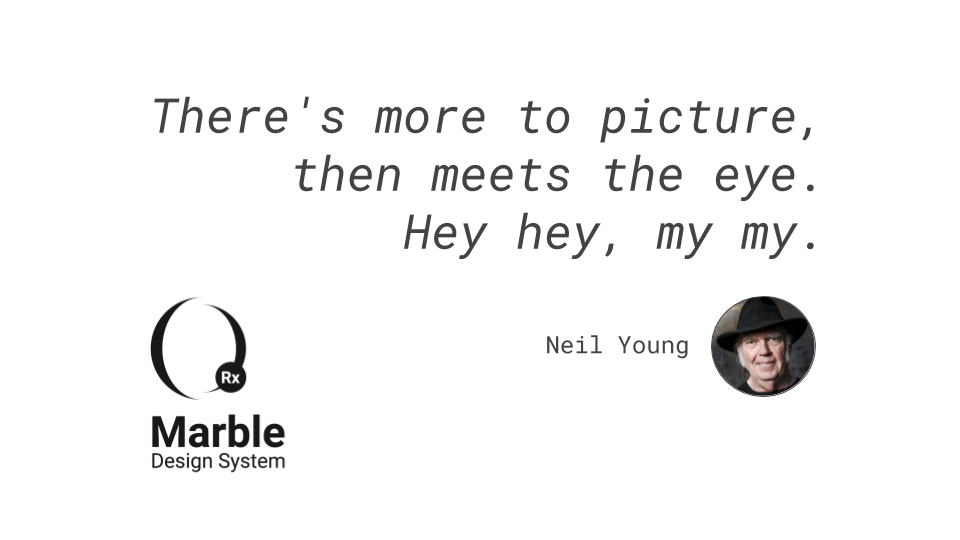 There's more to picture,
then meets the eye.
Hey hey, my my.
Neil Young
Rx
Marble
Design System